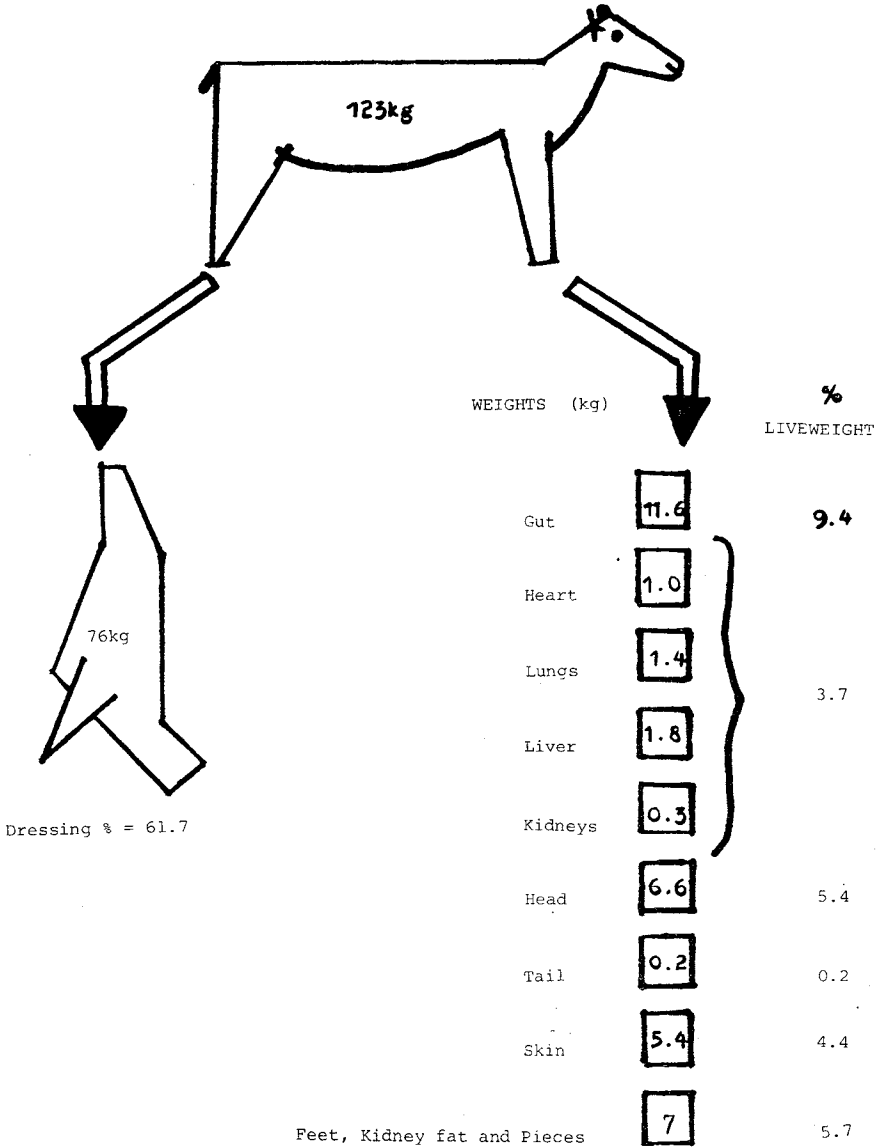 123kg
WEIGHTS (kg)
%
LIVEWEIGHT
Gut 11.6 9.4
Heart 1.0
Lungs 1.4
3.7
76kg
Liver 1.8
Kidneys 0.3
Dressing % = 61.7
Head 6.6 5.4
Tail 0.2 0.2
Skin 5.4 4.4
Feet, Kidney fat and Pieces 7 5.7